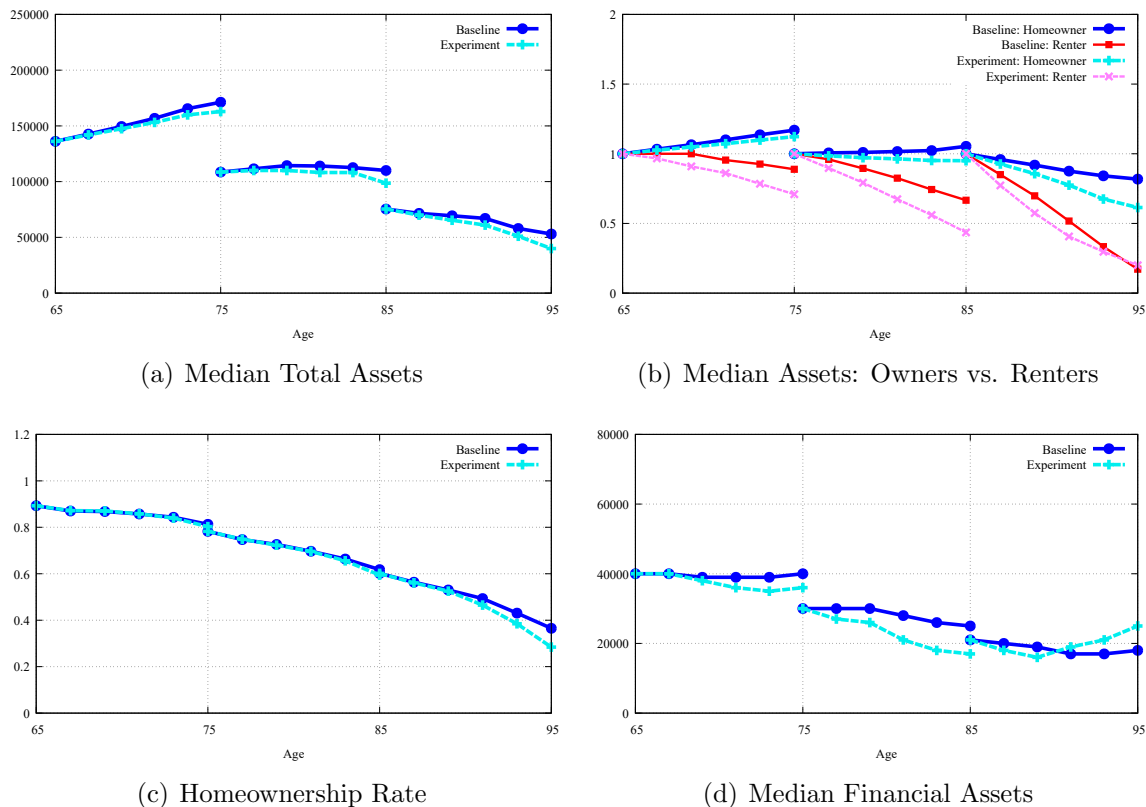 250000
200000
150000
100000
50000
0
65
75
85
95
Age
Baseline
Experiment
(a) Median Total Assets
2
1.5
1
0.5
0
65
75
85
95
Age
Baseline: Homeowner
Baseline: Renter
Experiment: Homeowner
Experiment: Renter
(b) Median Assets: Owners vs. Renters
1.2
1
0.8
0.6
0.4
0.2
0
65
75
85
95
Age
Baseline
Experiment
(c) Homeownership Rate
80000
60000
40000
20000
0
65
75
85
95
Age
Baseline
Experiment
(d) Median Financial Assets